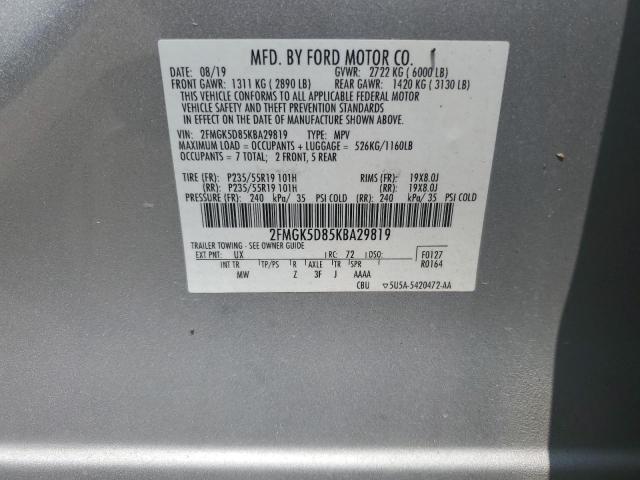 MFD. BY FORD MOTOR CO.
DATE: 08/19 GVWR: 2722 KG ( 6000 LB)
FRONT GAWR: 1311 KG ( 2890 LB) REAR GAWR: 1420 KG ( 3130 LB)
THIS VEHICLE CONFORMS TO ALL APPLICABLE FEDERAL MOTOR
VEHICLE SAFETY AND THEFT PREVENTION STANDARDS
IN EFFECT ON THE DATE OF MANUFACTURE SHOWN ABOVE.
VIN: 2FMGK5D85KBA29819 TYPE: MPV
MAXIMUM LOAD = OCCUPANTS + LUGGAGE = 526KG/1160LB
OCCUPANTS = 7 TOTAL; 2 FRONT, 5 REAR
TIRE (FR): P235/55R19 101H RIMS (FR): 19X8.0J
(RR): P235/55R19 101H (RR): 19X8.0J
PRESSURE (FR): 240 kPa/ 35 PSI COLD (RR): 240 kPa/ 35 PSI COLD
2FMGK5D85KBA29819
TRAILER TOWING - SEE OWNER GUIDE
EXT PNT: UX RC: 72 DSO: F0127
INT TR TP/PS R AXLE TR SPR R0164
MW Z 3F J AAAA
CBU ▽5U5A-5420472-AA